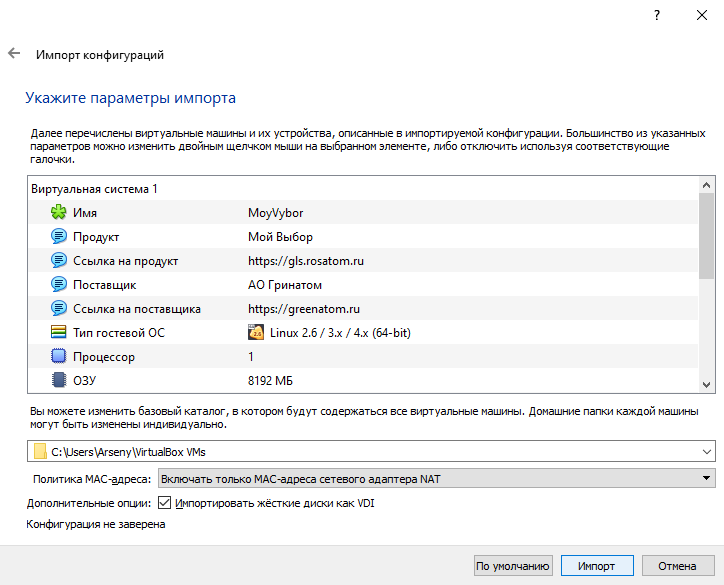 ?
Импорт конфигураций
Укажите параметры импорта
Далее перечислены виртуальные машины и их устройства, описанные в импортируемой конфигурации. Большинство из указанных
параметров можно изменить двойным щелчком мыши на выбранном элементе, либо отключить используя соответствующие
галочки.
Виртуальная система 1
Имя MoyVybor
Продукт Мой Выбор
Ссылка на продукт https://gls.rosatom.ru
Поставщик АО Гринатом
Ссылка на поставщика https://greenatom.ru
Тип гостевой ОС 2.6 Linux 2.6 / 3.x / 4.x (64-bit)
Процессор 1
ОЗУ 8192 МБ
Вы можете изменить базовый каталог, в котором будут содержаться все виртуальные машины. Домашние папки каждой машины
могут быть изменены индивидуально.
C:\Users\Arseny\VirtualBox VMs
Политика MAC-адреса: Включать только MAC-адреса сетевого адаптера NAT
Дополнительные опции: Импортировать жёсткие диски как VDI
Конфигурация не заверена
По умолчанию Импорт Отмена